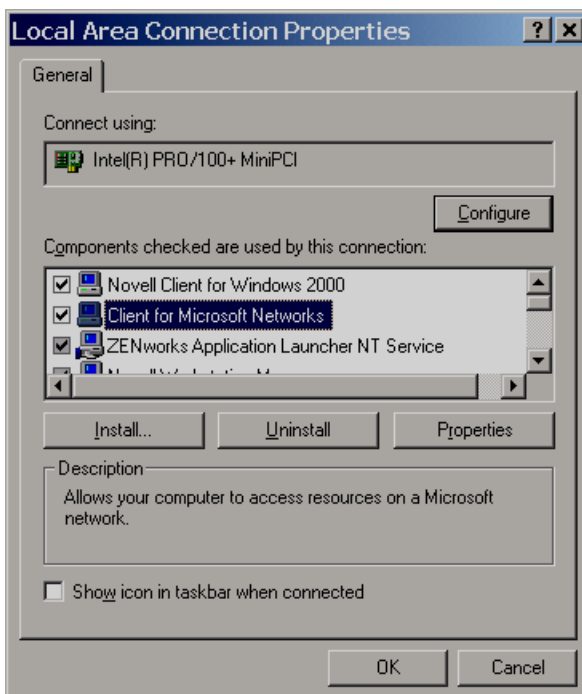 Local Area Connection Properties
General
Connect using:
Intel(R) PRO/100+ MiniPCI
Configure
Components checked are used by this connection:
Novell Client for Windows 2000
Client for Microsoft Networks
ZENworks Application Launcher NT Service
Install... Uninstall Properties
Description
Allows your computer to access resources on a Microsoft
network.
Show icon in taskbar when connected
OK Cancel